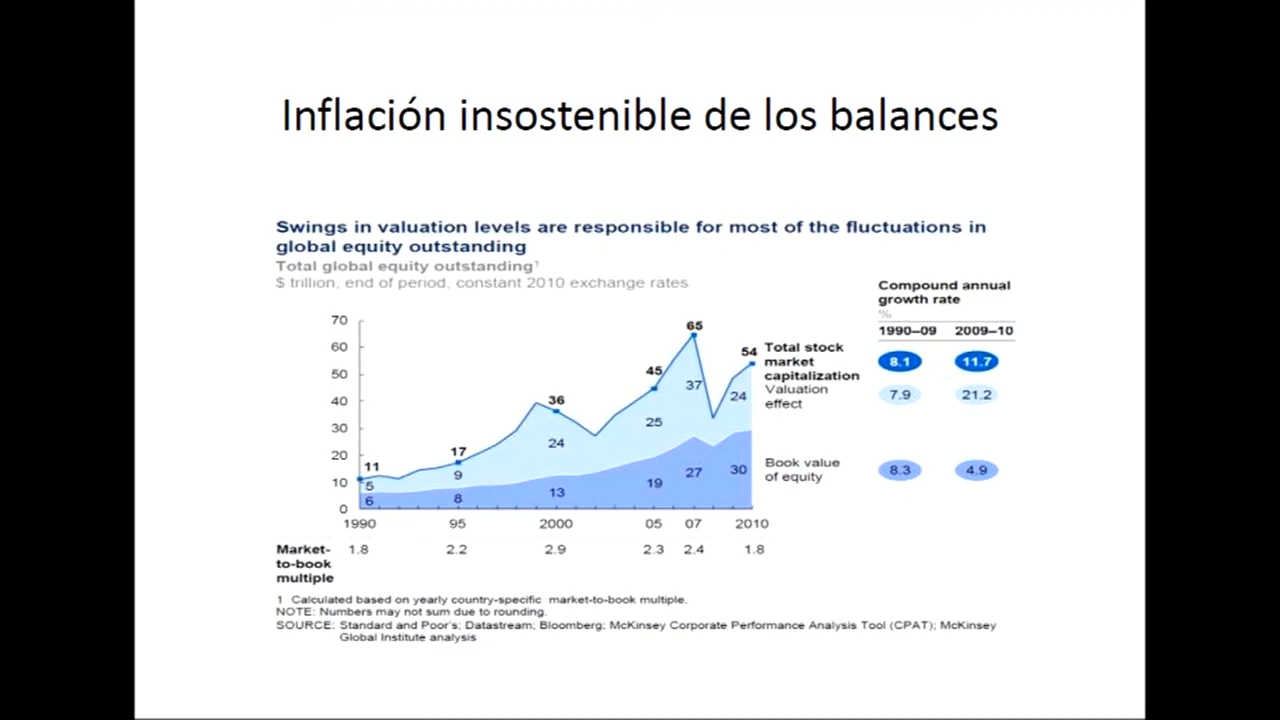 Inflación insostenible de los balances
Swings in valuation levels are responsible for most of the fluctuations in
global equity outstanding
Total global equity outstanding¹
$ trillion, end of period, constant 2010 exchange rates
Compound annual
growth rate
%
1990–09 2009–10
70
60
50
40
30
20
10
0
11
5
6
17
9
8
36
24
13
45
25
19
65
37
27
54
24
30
Total stock
market
capitalization
8.1 11.7
Valuation
effect
7.9 21.2
Book value
of equity
8.3 4.9
1990 95 2000 05 07 2010
Market-
to-book
multiple
1.8 2.2 2.9 2.3 2.4 1.8
1 Calculated based on yearly country-specific market-to-book multiple.
NOTE: Numbers may not sum due to rounding.
SOURCE: Standard and Poor's; Datastream; Bloomberg; McKinsey Corporate Performance Analysis Tool (CPAT); McKinsey
Global Institute analysis